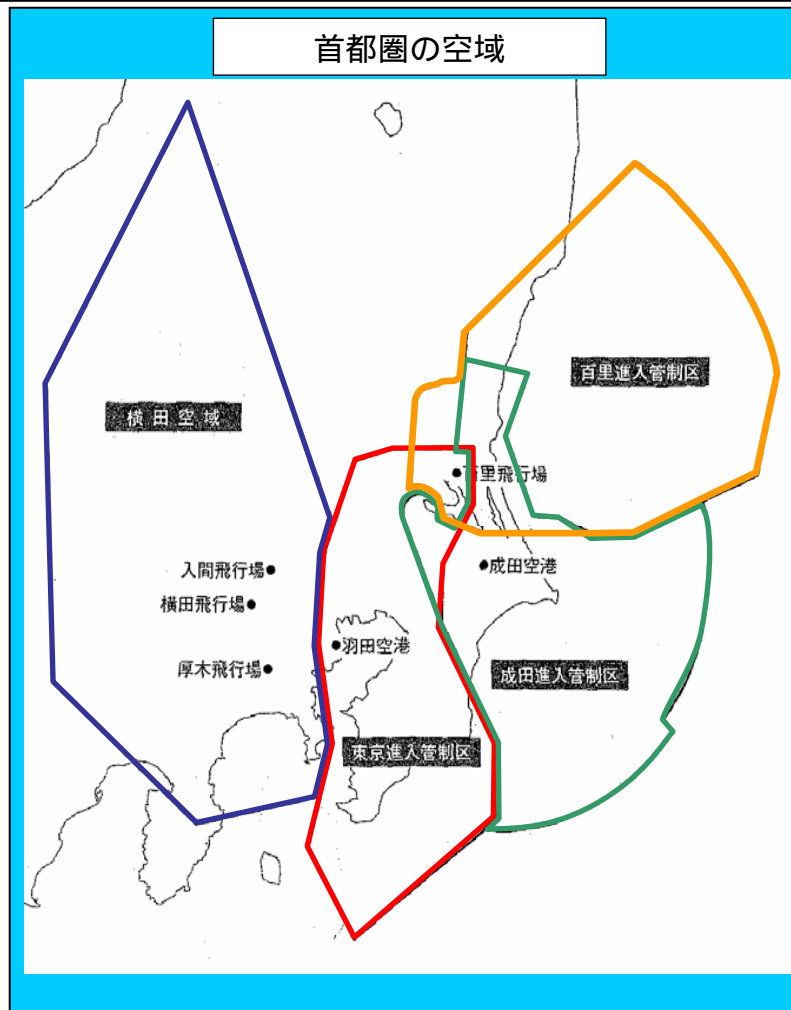 首都圏の空域
百里進入管制区
横田空域
百里飛行場
成田空港
入間飛行場
横田飛行場
羽田空港
厚木飛行場
成田進入管制区
東京進入管制区